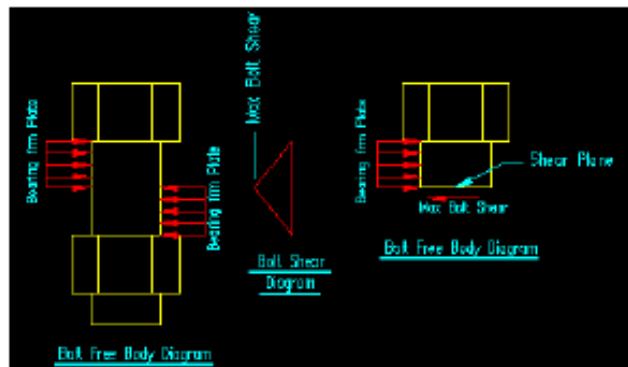 Bearing frm Plate
Bearing frm Plate
Bolt Free Body Diagram
Max Bolt Shear
Bolt Shear
Diagram
Bearing frm Plate
Shear Plane
Max Bolt Shear
Bolt Free Body Diagram